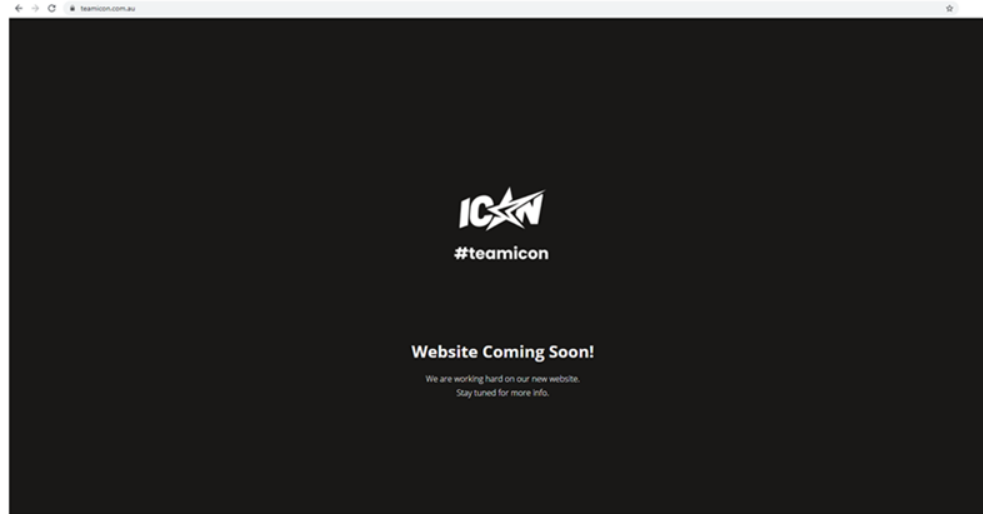 teamicon.com.au
ICON
#teamicon
Website Coming Soon!
We are working hard on our new website.
Stay tuned for more info.